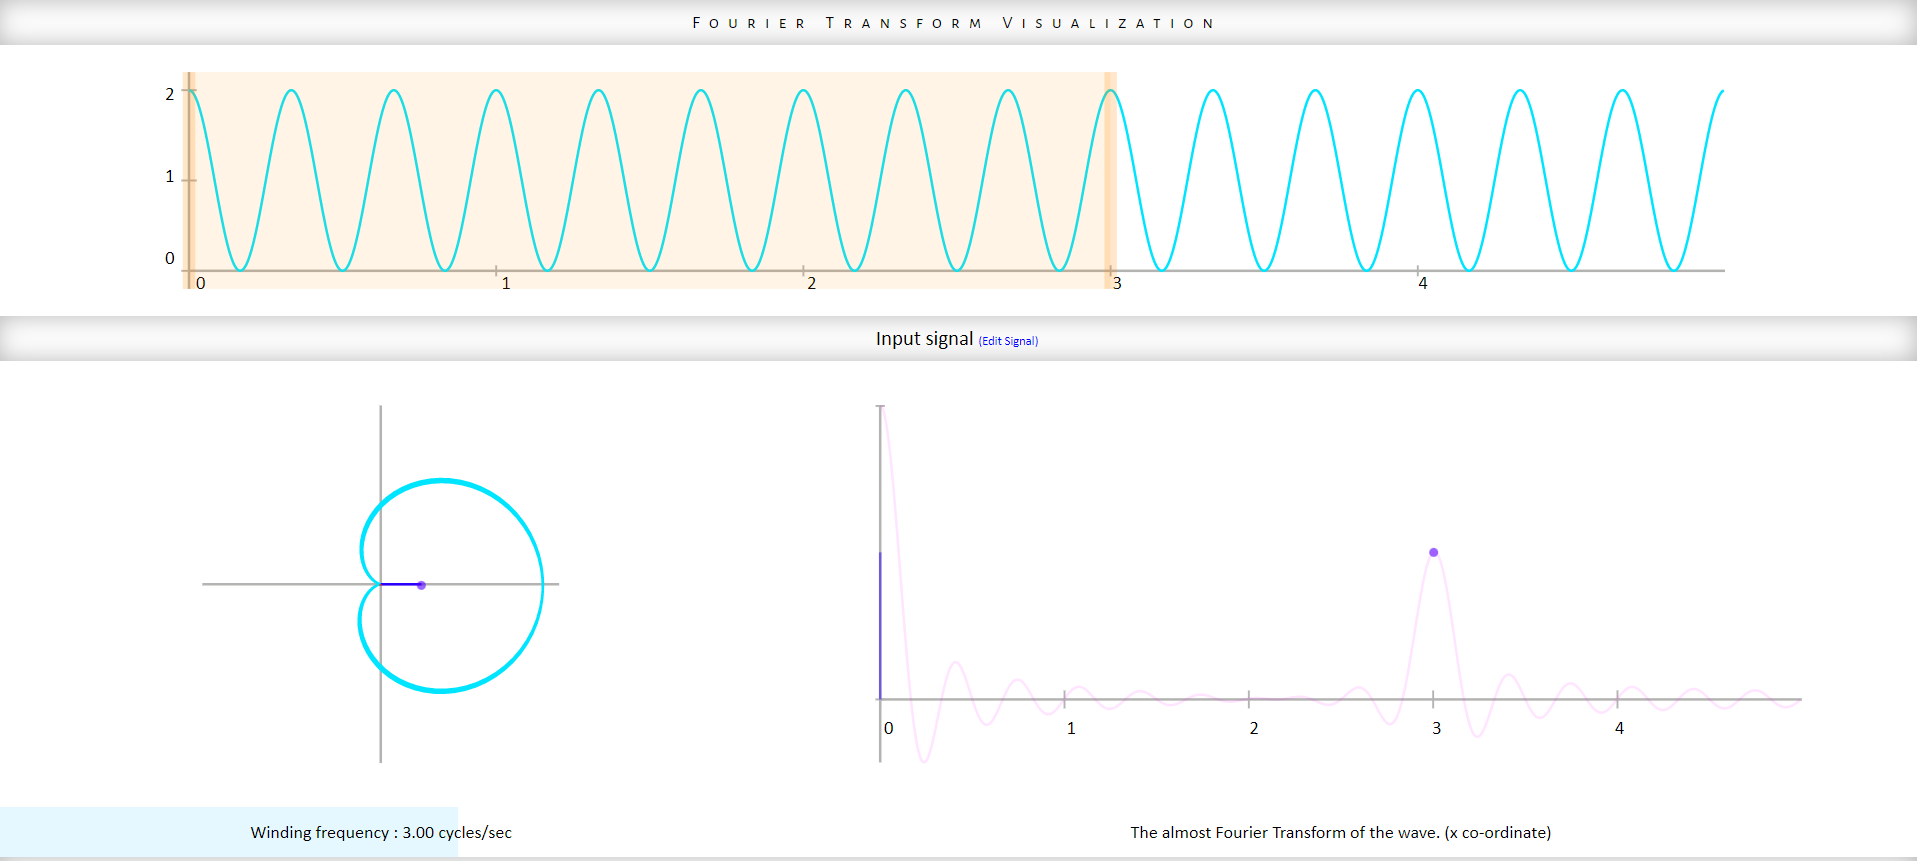 Fourier Transform Visualization
2
1
0
0 1 2 3 4
Input signal (Edit Signal)
0 1 2 3 4
Winding frequency : 3.00 cycles/sec
The almost Fourier Transform of the wave. (x co-ordinate)